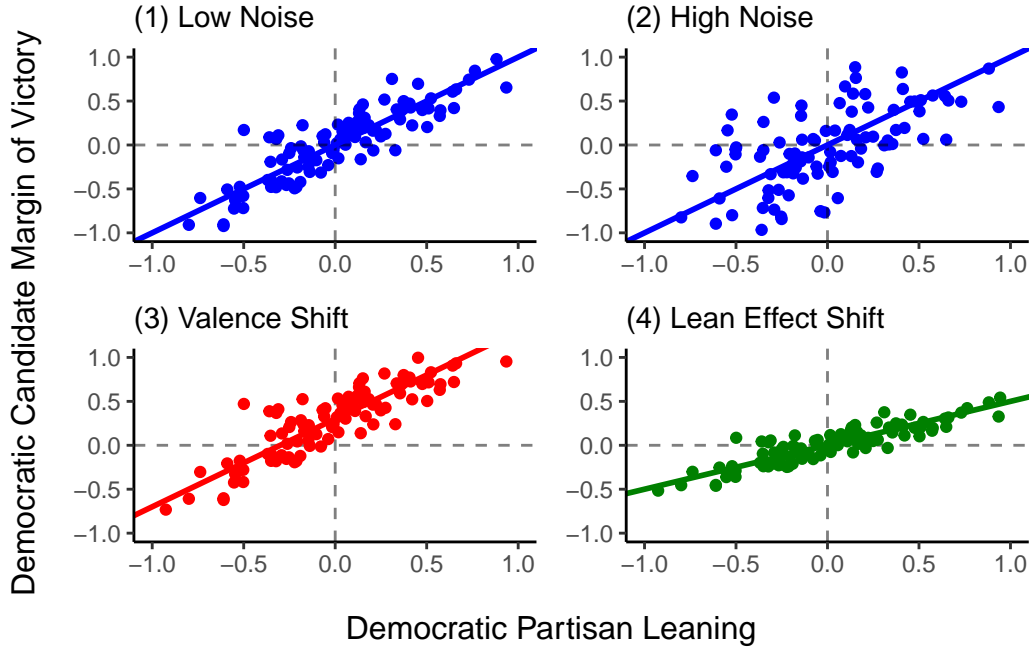 (1) Low Noise
(2) High Noise
1.0
0.5
0.0
−0.5
−1.0
−1.0 −0.5 0.0 0.5 1.0
1.0
0.5
0.0
−0.5
−1.0
−1.0 −0.5 0.0 0.5 1.0
(3) Valence Shift
(4) Lean Effect Shift
1.0
0.5
0.0
−0.5
−1.0
−1.0 −0.5 0.0 0.5 1.0
1.0
0.5
0.0
−0.5
−1.0
−1.0 −0.5 0.0 0.5 1.0
Democratic Candidate Margin of Victory
Democratic Partisan Leaning